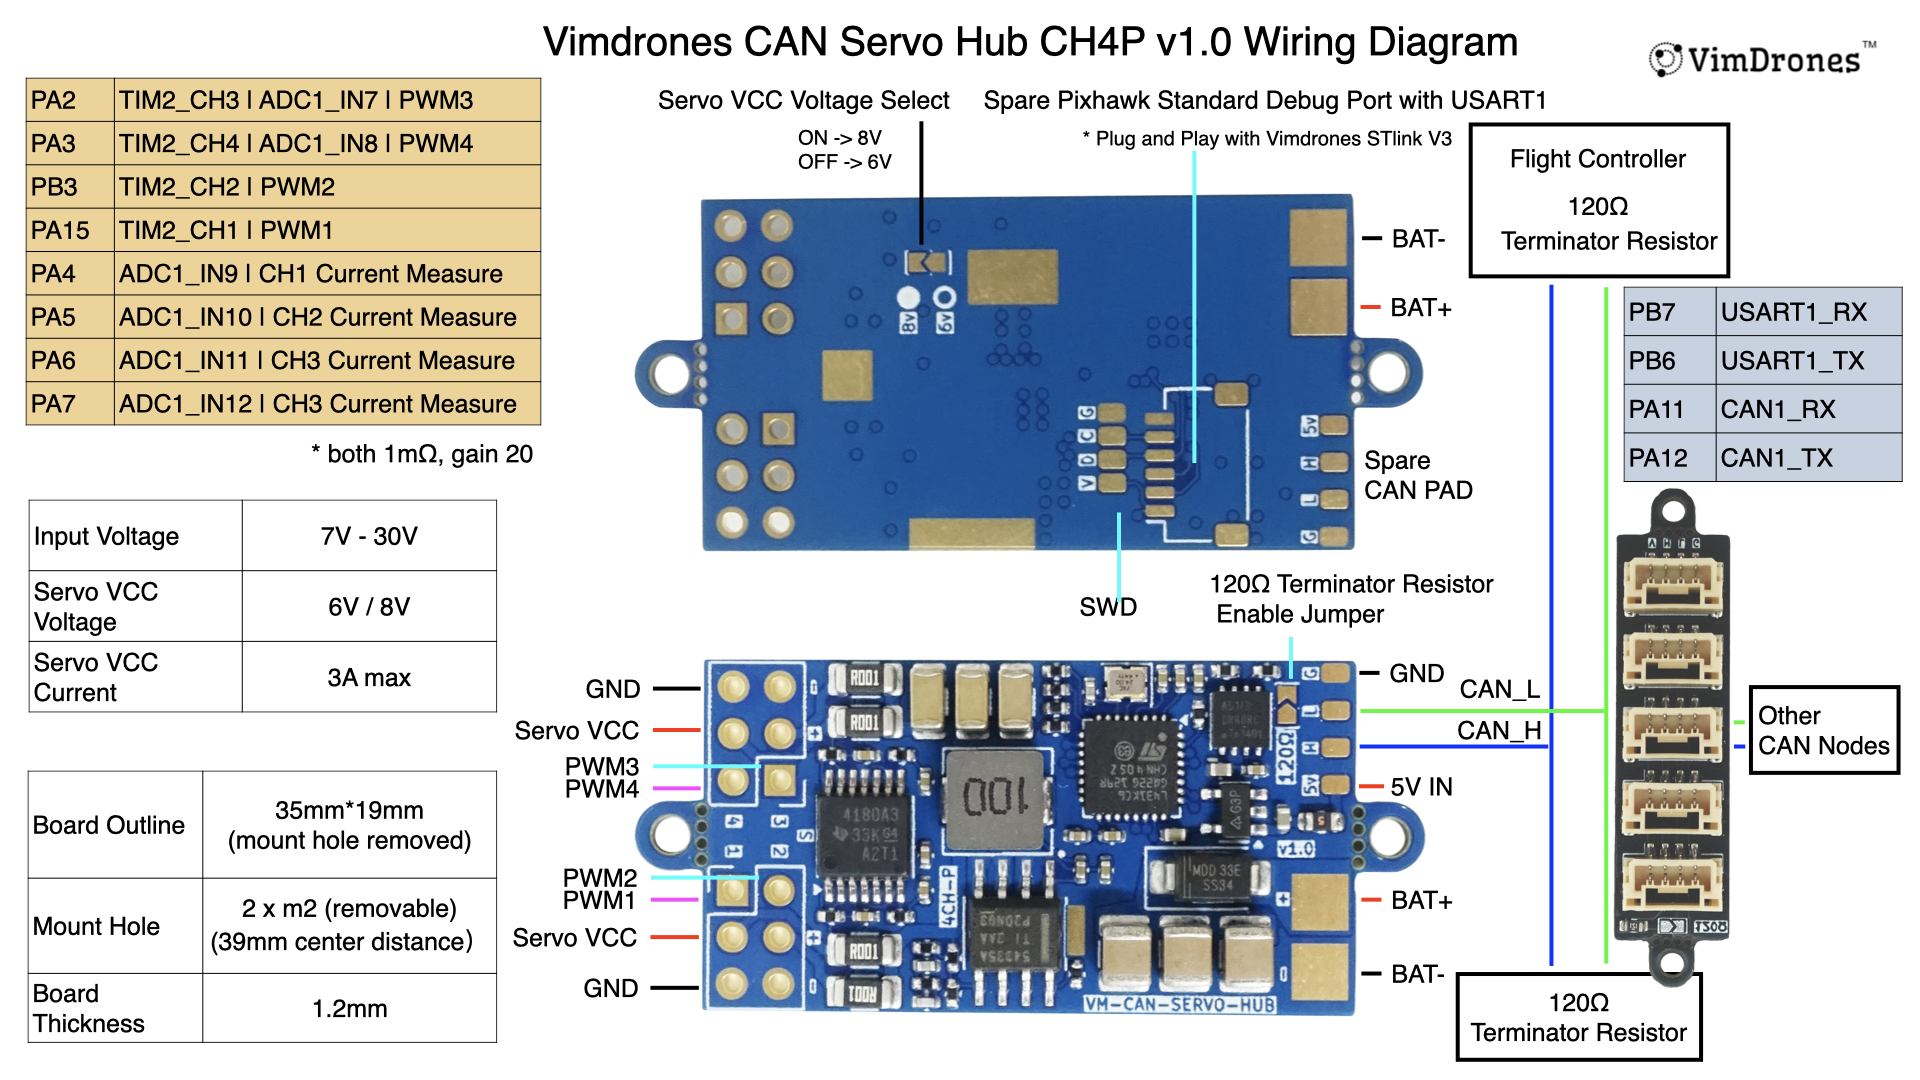 Vimdrones CAN Servo Hub CH4P v1.0 Wiring Diagram
VimDrones™
PA2 TIM2_CH3 | ADC1_IN7 | PWM3
PA3 TIM2_CH4 | ADC1_IN8 | PWM4
PB3 TIM2_CH2 | PWM2
PA15 TIM2_CH1 | PWM1
PA4 ADC1_IN9 | CH1 Current Measure
PA5 ADC1_IN10 | CH2 Current Measure
PA6 ADC1_IN11 | CH3 Current Measure
PA7 ADC1_IN12 | CH3 Current Measure
* both 1mΩ, gain 20
Input Voltage 7V - 30V
Servo VCC
Voltage
6V / 8V
Servo VCC
Current
3A max
Board Outline
35mm*19mm
(mount hole removed)
Mount Hole
2 x m2 (removable)
(39mm center distance)
Board
Thickness
1.2mm
Servo VCC Voltage Select
ON -> 8V
OFF -> 6V
Spare Pixhawk Standard Debug Port with USART1
* Plug and Play with Vimdrones STlink V3
8v
6v
G
C
D
V
5v
H
L
G
BAT-
BAT+
Spare
CAN PAD
SWD
120Ω Terminator Resistor
Enable Jumper
Flight Controller
120Ω
Terminator Resistor
PB7 USART1_RX
PB6 USART1_TX
PA11 CAN1_RX
PA12 CAN1_TX
GND
Servo VCC
PWM3
PWM4
PWM2
PWM1
Servo VCC
GND
R001
R001
R001
R001
4
3
S
1
2
4180A3
33K G4
A2T1
100
4CH-P
L431KC6
MDD 33E
SS34
G3P
120Ω
G
L
H
5v
v1.0
VM-CAN-SERVO-HUB
GND
CAN_L
CAN_H
5V IN
BAT+
BAT-
Other
CAN Nodes
120Ω
120Ω
Terminator Resistor